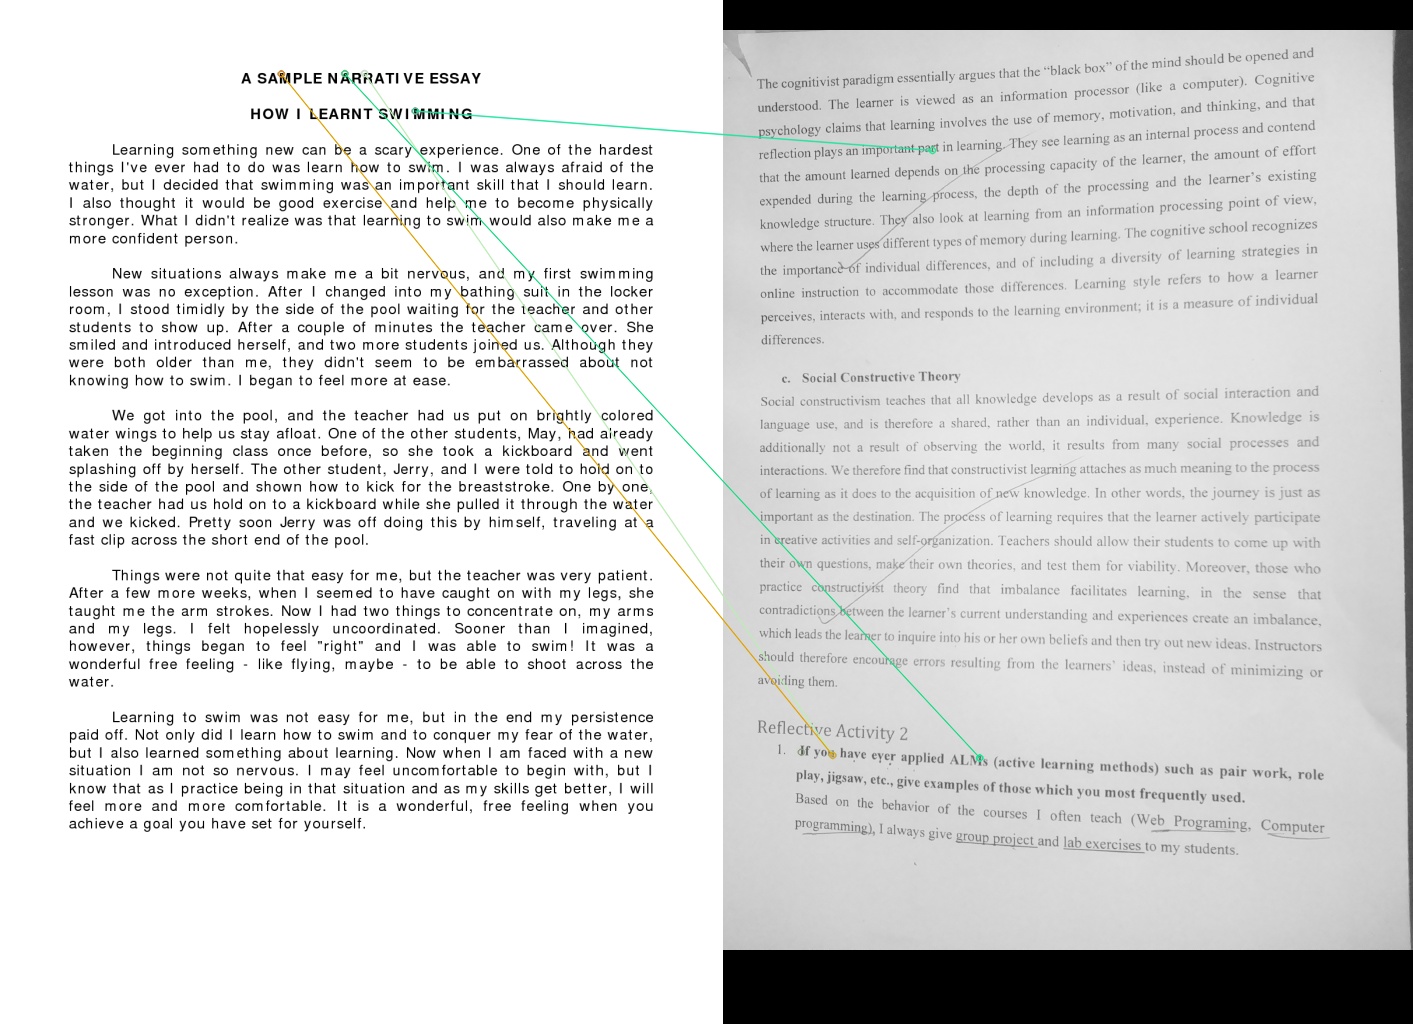 A SAMPLE NARRATIVE ESSAY
HOW I LEARNT SWIMMING
Learning something new can be a scary experience. One of the hardest
things I've ever had to do was learn how to swim. I was always afraid of the
water, but I decided that swimming was an important skill that I should learn.
I also thought it would be good exercise and help me to become physically
stronger. What I didn't realize was that learning to swim would also make me a
more confident person.
New situations always make me a bit nervous, and my first swimming
lesson was no exception. After I changed into my bathing suit in the locker
room, I stood timidly by the side of the pool waiting for the teacher and other
students to show up. After a couple of minutes the teacher came over. She
smiled and introduced herself, and two more students joined us. Although they
were both older than me, they didn't seem to be embarrassed about not
knowing how to swim. I began to feel more at ease.
We got into the pool, and the teacher had us put on brightly colored
water wings to help us stay afloat. One of the other students, May, had already
taken the beginning class once before, so she took a kickboard and went
splashing off by herself. The other student, Jerry, and I were told to hold on to
the side of the pool and shown how to kick for the breaststroke. One by one,
the teacher had us hold on to a kickboard while she pulled it through the water
and we kicked. Pretty soon Jerry was off doing this by himself, traveling at a
fast clip across the short end of the pool.
Things were not quite that easy for me, but the teacher was very patient.
After a few more weeks, when I seemed to have caught on with my legs, she
taught me the arm strokes. Now I had two things to concentrate on, my arms
and my legs. I felt hopelessly uncoordinated. Sooner than I imagined,
however, things began to feel "right" and I was able to swim! It was a
wonderful free feeling - like flying, maybe - to be able to shoot across the
water.
Learning to swim was not easy for me, but in the end my persistence
paid off. Not only did I learn how to swim and to conquer my fear of the water,
but I also learned something about learning. Now when I am faced with a new
situation I am not so nervous. I may feel uncomfortable to begin with, but I
know that as I practice being in that situation and as my skills get better, I will
feel more and more comfortable. It is a wonderful, free feeling when you
achieve a goal you have set for yourself.
The cognitivist paradigm essentially argues that the “black box” of the mind should be opened and
understood. The learner is viewed as an information processor (like a computer). Cognitive
psychology claims that learning involves the use of memory, motivation, and thinking, and that
reflection plays an important part in learning. They see learning as an internal process and contend
that the amount learned depends on the processing capacity of the learner, the amount of effort
expended during the learning process, the depth of the processing and the learner’s existing
knowledge structure. They also look at learning from an information processing point of view,
where the learner uses different types of memory during learning. The cognitive school recognizes
the importance of individual differences, and of including a diversity of learning strategies in
online instruction to accommodate those differences. Learning style refers to how a learner
perceives, interacts with, and responds to the learning environment; it is a measure of individual
differences.
c. Social Constructive Theory
Social constructivism teaches that all knowledge develops as a result of social interaction and
language use, and is therefore a shared, rather than an individual, experience. Knowledge is
additionally not a result of observing the world, it results from many social processes and
interactions. We therefore find that constructivist learning attaches as much meaning to the process
of learning as it does to the acquisition of new knowledge. In other words, the journey is just as
important as the destination. The process of learning requires that the learner actively participate
in creative activities and self-organization. Teachers should allow their students to come up with
their own questions, make their own theories, and test them for viability. Moreover, those who
practice constructivist theory find that imbalance facilitates learning, in the sense that
contradictions between the learner’s current understanding and experiences create an imbalance,
which leads the learner to inquire into his or her own beliefs and then try out new ideas. Instructors
should therefore encourage errors resulting from the learners’ ideas, instead of minimizing or
avoiding them.
Reflective Activity 2
1. If you have ever applied ALMs (active learning methods) such as pair work, role
play, jigsaw, etc., give examples of those which you most frequently used.
Based on the behavior of the courses I often teach (Web Programing, Computer
programming), I always give group project and lab exercises to my students.